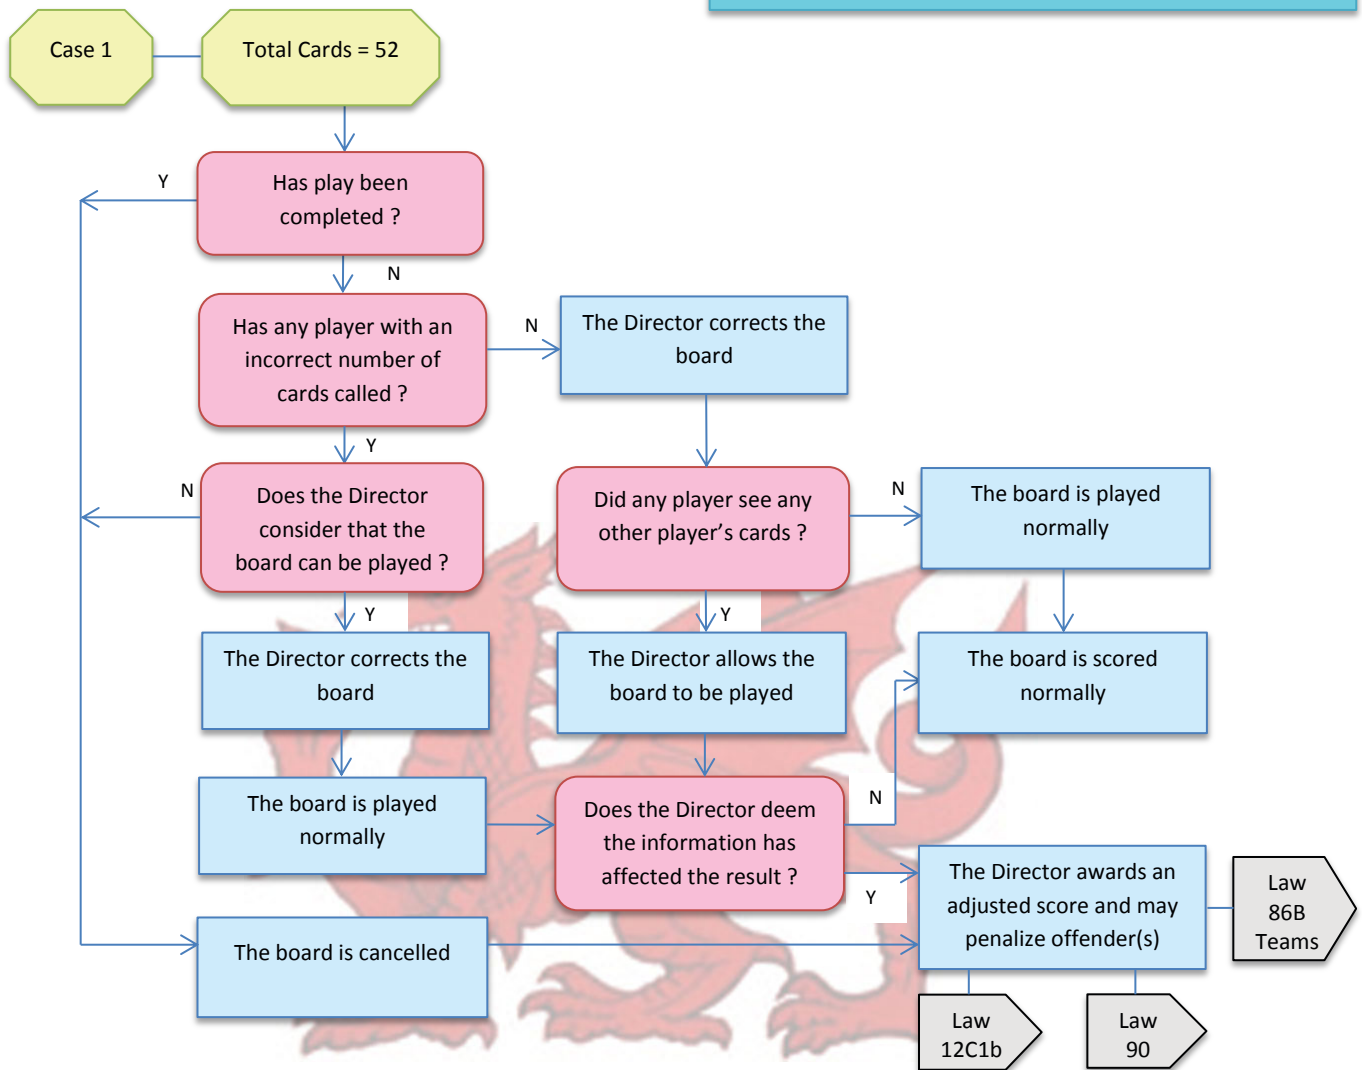 Case 1
Total Cards = 52
Has play been
completed ?
Y
N
Has any player with an
incorrect number of
cards called ?
N
The Director corrects the
board
Y
Does the Director
consider that the
board can be played ?
N
Did any player see any
other player’s cards ?
N
The board is played
normally
Y
Y
The Director corrects the
board
The Director allows the
board to be played
The board is scored
normally
The board is played
normally
Does the Director deem
the information has
affected the result ?
N
Y
The Director awards an
adjusted score and may
penalize offender(s)
Law
86B
Teams
The board is cancelled
Law
12C1b
Law
90